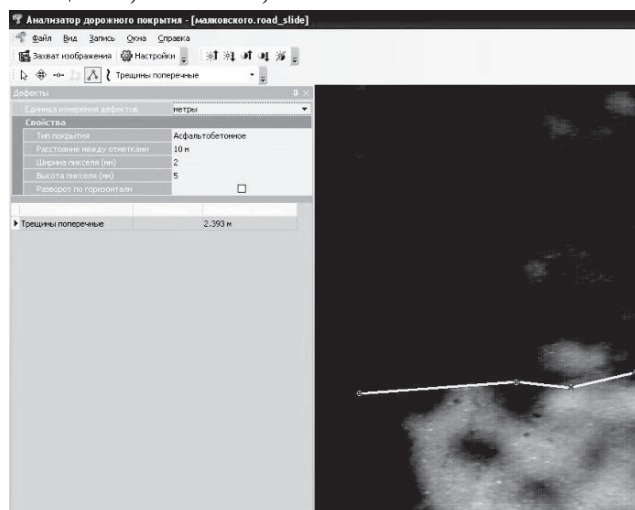 Анализатор дорожного покрытия - [маяковского.road_slide]
Файл Вид Запись Окна Справка
Захват изображения Настройки
Трещины поперечные
Дефекты
Единица измерения дефектов метры
Свойства
Тип покрытия Асфальтобетонное
Расстояние между отметками 10 м
Ширина пикселя (мм) 2
Высота пикселя (мм) 5
Разворот по горизонтали
Трещины поперечные 2.393 м